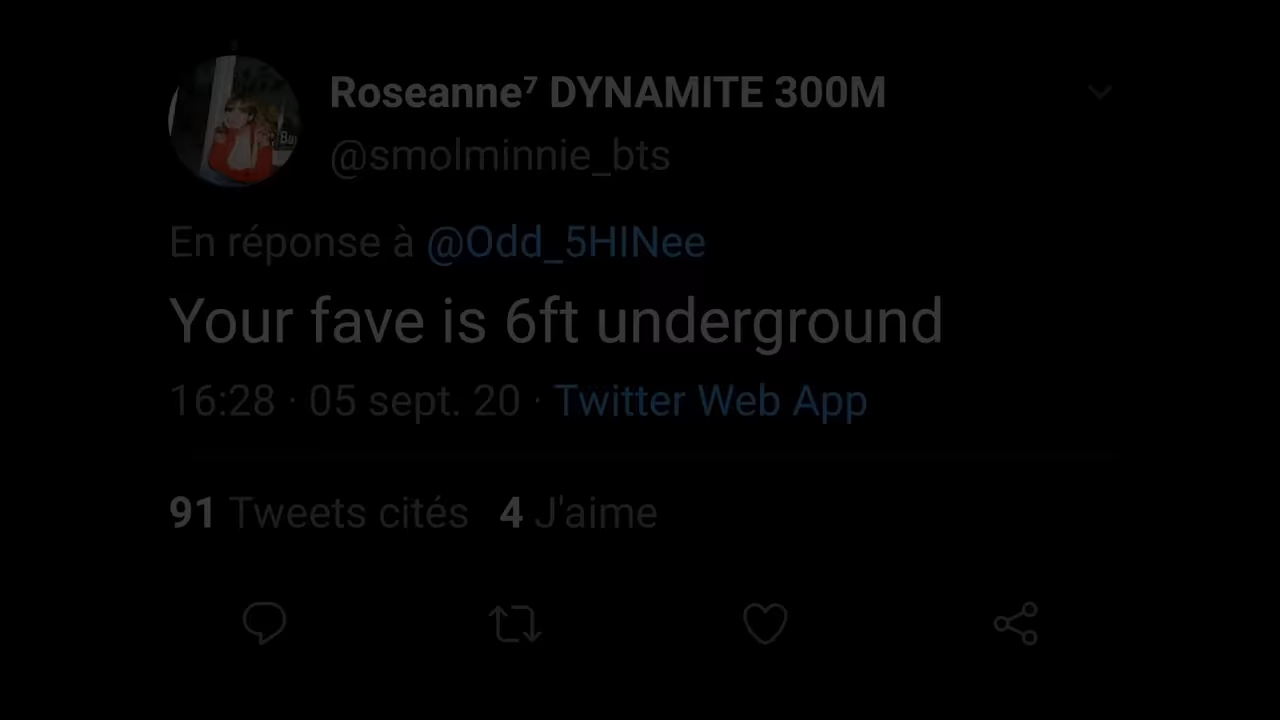 Roseanne⁷ DYNAMITE 300M
@smolminnie_bts
En réponse à @Odd_5HINee
Your fave is 6ft underground
16:28 · 05 sept. 20 · Twitter Web App
91 Tweets cités 4 J'aime